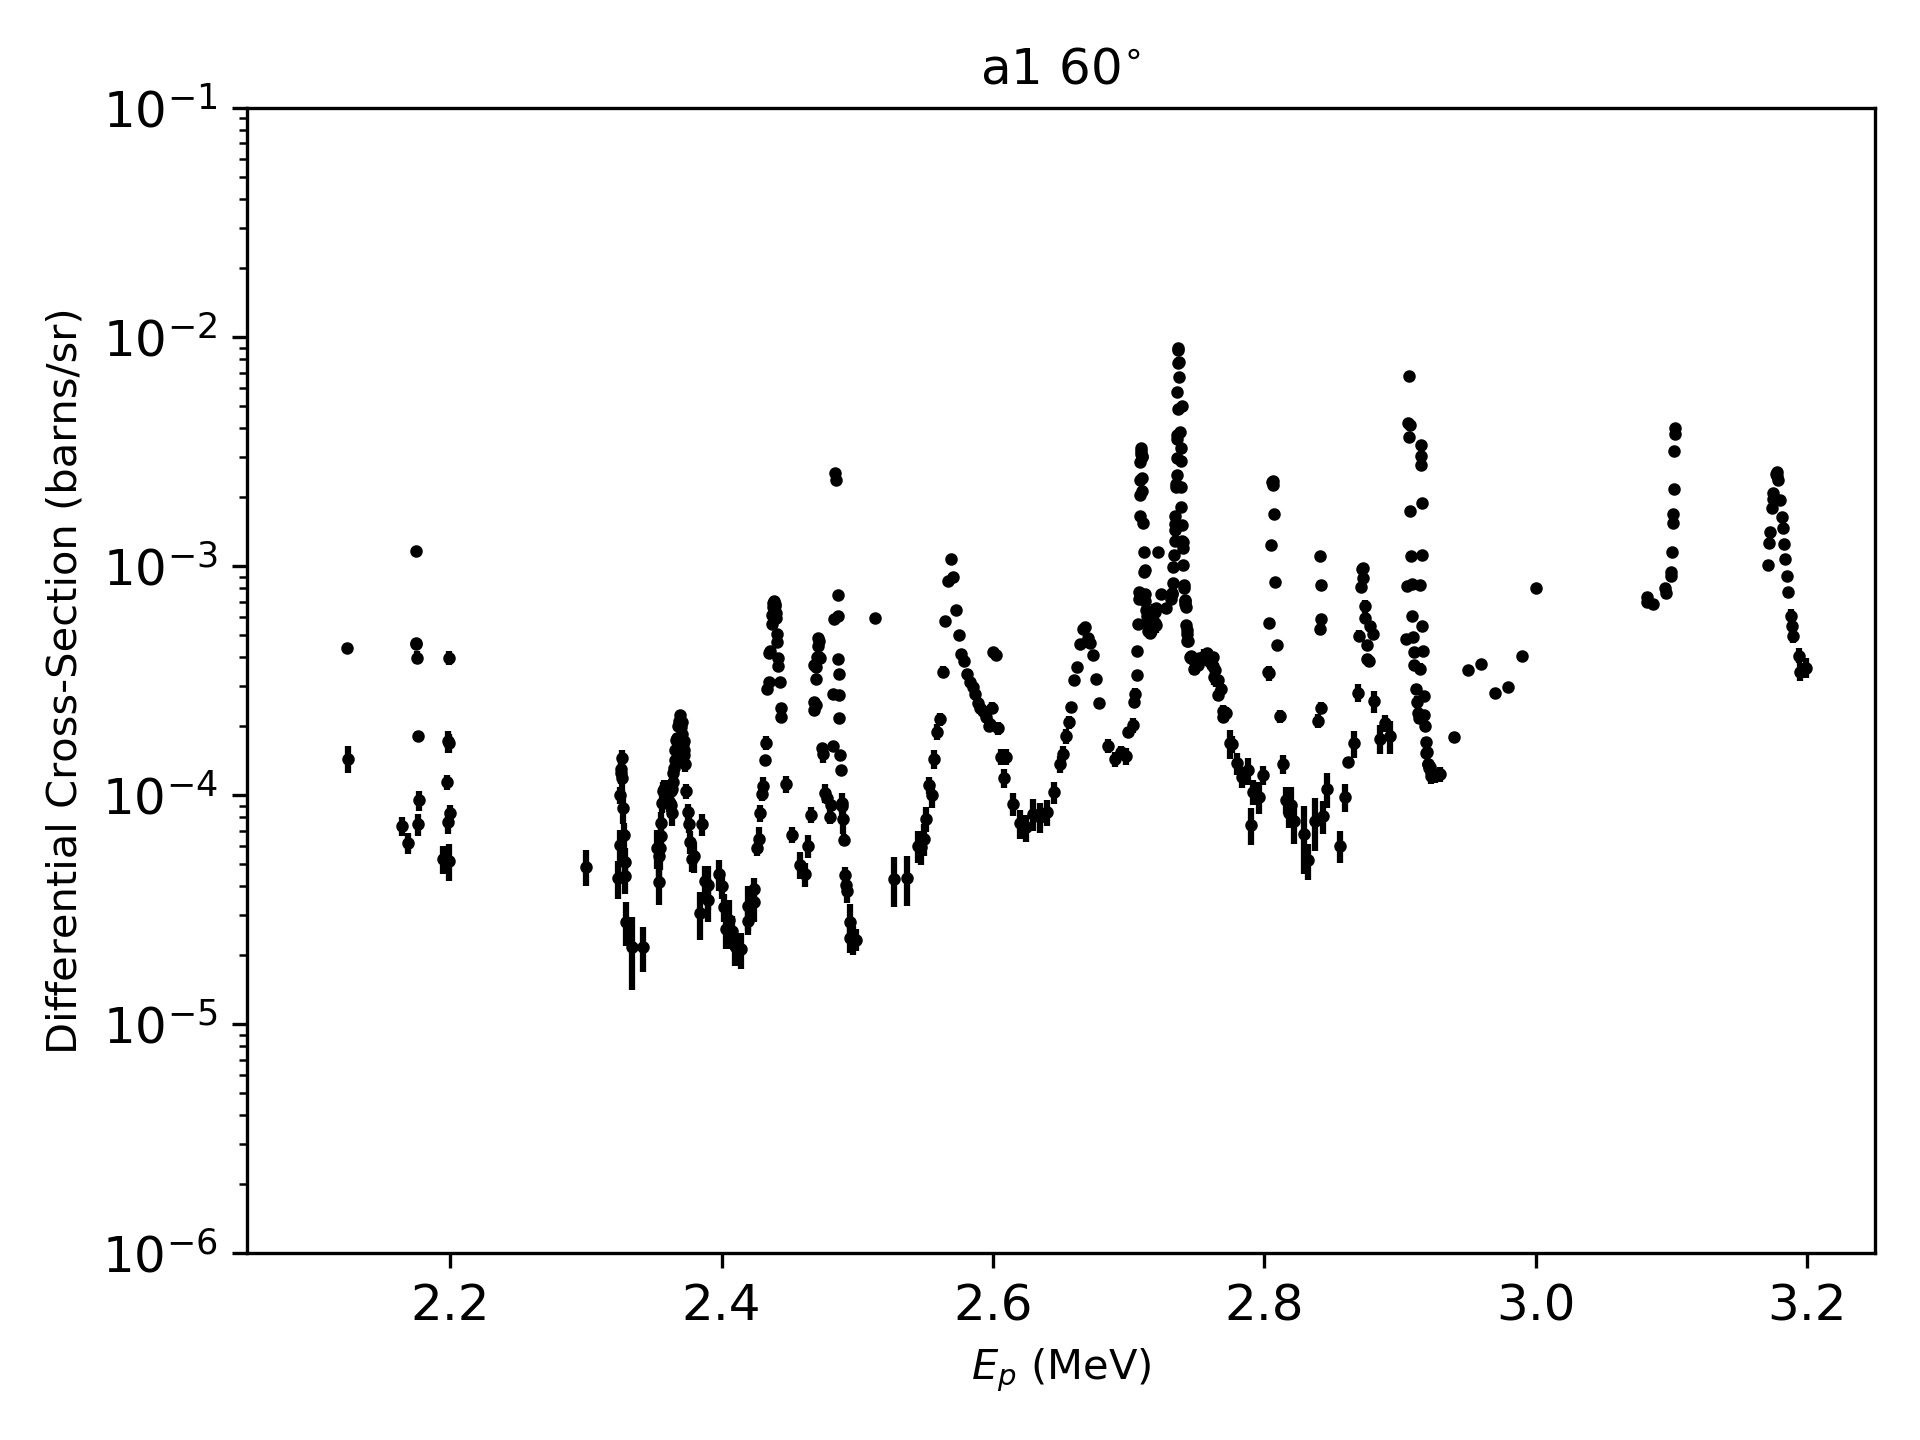 a1 60°
10⁻¹
10⁻²
10⁻³
10⁻⁴
10⁻⁵
10⁻⁶
Differential Cross-Section (barns/sr)
2.2 2.4 2.6 2.8 3.0 3.2
Eₚ (MeV)